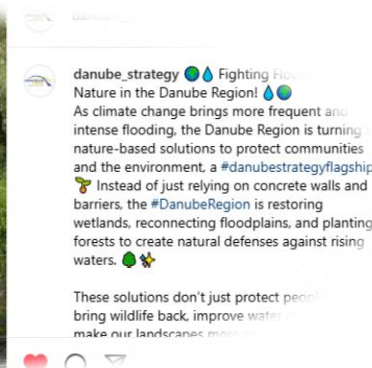 danube_strategy 🌍💧 Fighting
Nature in the Danube Region! 💧🌍
As climate change brings more frequent and
intense flooding, the Danube Region is turning
nature-based solutions to protect communities
and the environment, a #danubestrategyflagship
🌱 Instead of just relying on concrete walls and
barriers, the #DanubeRegion is restoring
wetlands, reconnecting floodplains, and planting
forests to create natural defenses against rising
waters. 🌳✨
These solutions don't just protect
bring wildlife back, improve water
make our landscapes more